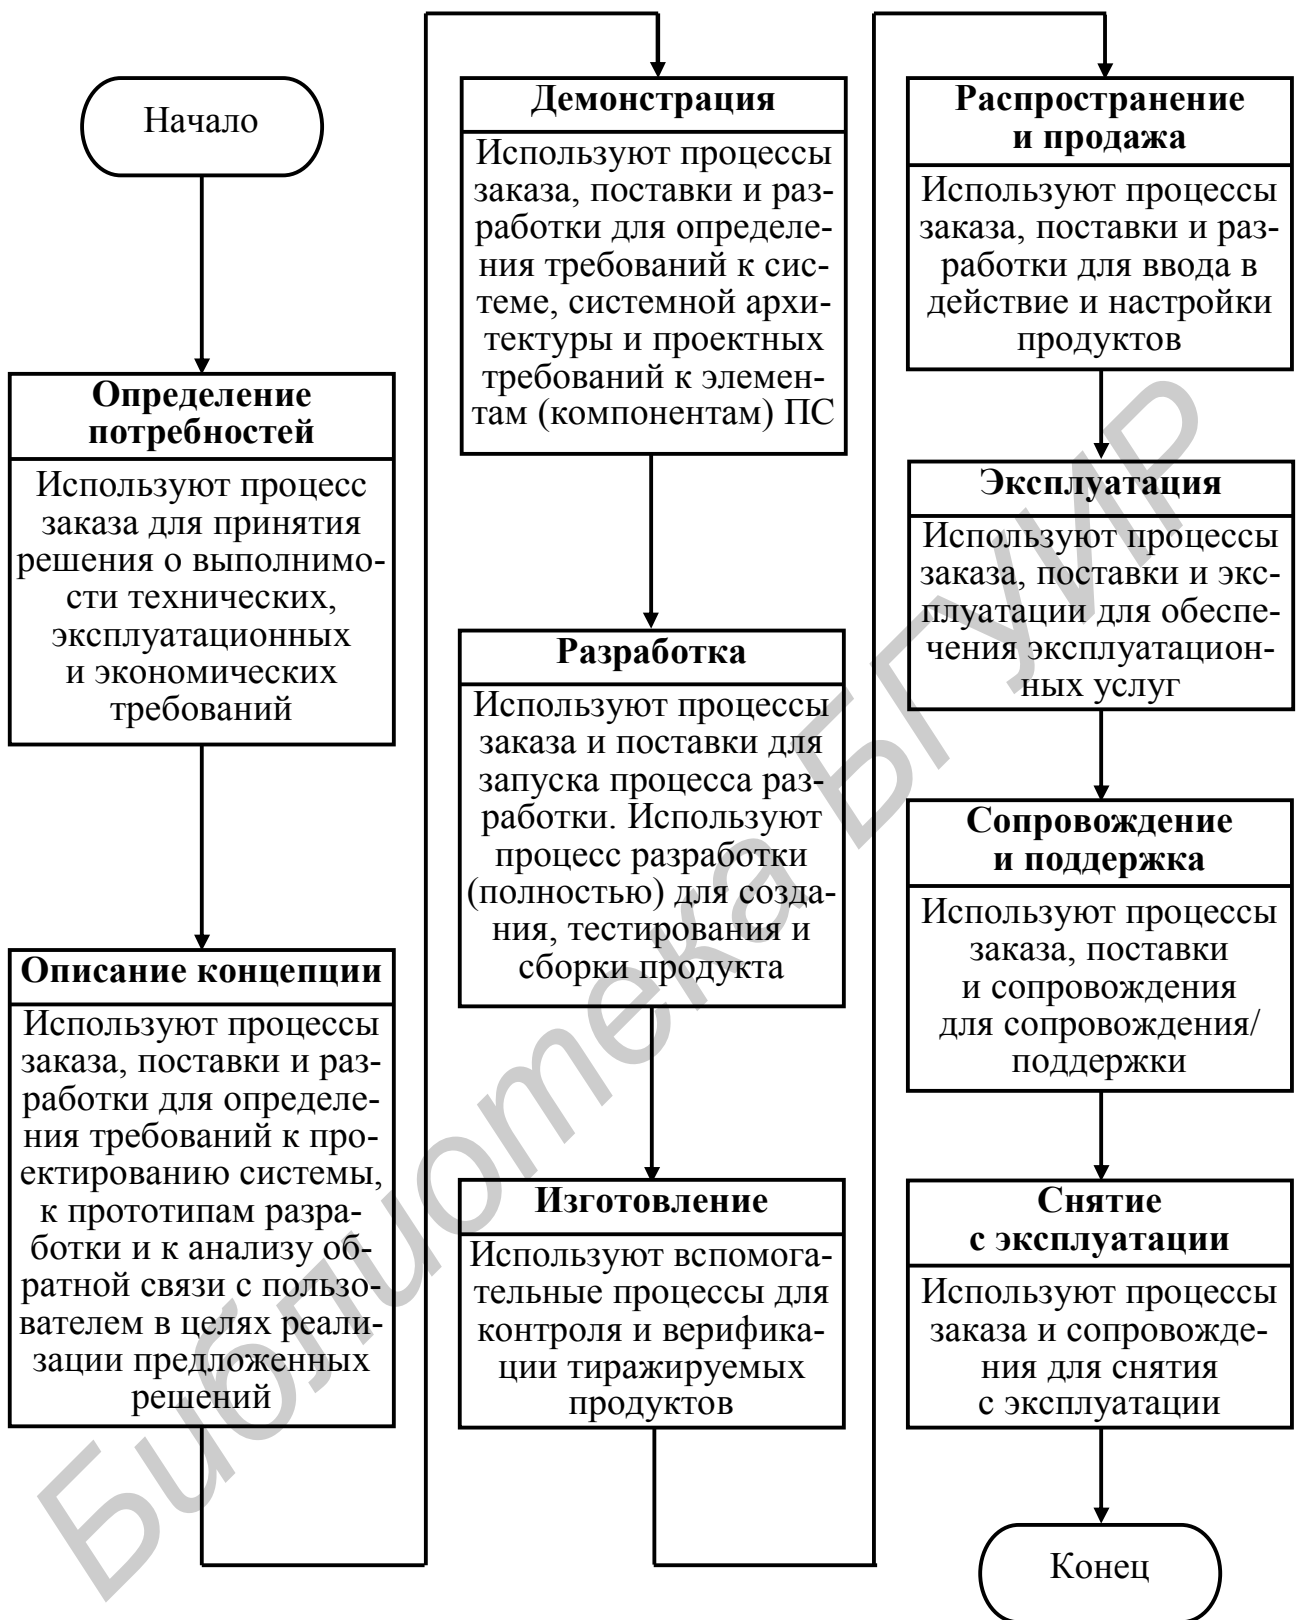 Начало
Определение
потребностей
Используют процесс
заказа для принятия
решения о выполнимо-
сти технических,
эксплуатационных
и экономических
требований
Описание концепции
Используют процессы
заказа, поставки и раз-
работки для определе-
ния требований к про-
ектированию системы,
к прототипам разра-
ботки и к анализу об-
ратной связи с пользо-
вателем в целях реали-
зации предложенных
решений
Демонстрация
Используют процессы
заказа, поставки и раз-
работки для определе-
ния требований к сис-
теме, системной архи-
тектуры и проектных
требований к элемен-
там (компонентам) ПС
Разработка
Используют процессы
заказа и поставки для
запуска процесса раз-
работки. Используют
процесс разработки
(полностью) для созда-
ния, тестирования и
сборки продукта
Изготовление
Используют вспомога-
тельные процессы для
контроля и верифика-
ции тиражируемых
продуктов
Распространение
и продажа
Используют процессы
заказа, поставки и раз-
работки для ввода в
действие и настройки
продуктов
Эксплуатация
Используют процессы
заказа, поставки и экс-
плуатации для обеспе-
чения эксплуатацион-
ных услуг
Сопровождение
и поддержка
Используют процессы
заказа, поставки
и сопровождения
для сопровождения/
поддержки
Снятие
с эксплуатации
Используют процессы
заказа и сопровожде-
ния для снятия
с эксплуатации
Конец
Библиотека БГУИР